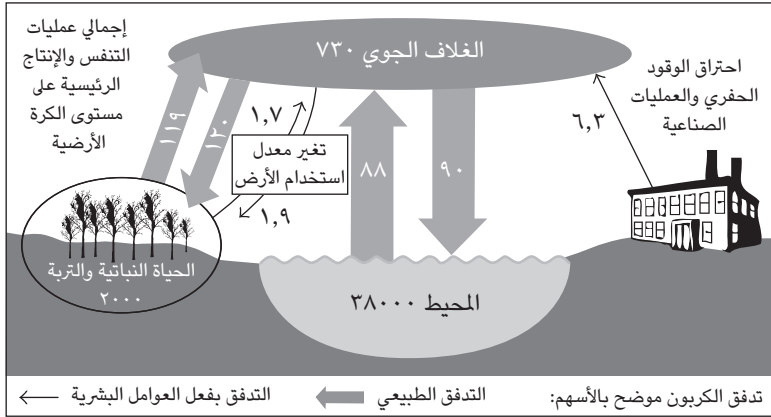 إجمالي عمليات
التنفس والإنتاج
الرئيسية على
مستوى الكرة
الأرضية
الغلاف الجوي ٧٣٠
احتراق الوقود
الحفري والعمليات
الصناعية
٦,٣
١١٩
١٢٠
١,٧
تغير معدل
استخدام الأرض
١,٩
٨٨
٩٠
الحياة النباتية والتربة
٢٠٠٠
المحيط ٣٨٠٠٠
تدفق الكربون موضح بالأسهم: التدفق الطبيعي التدفق بفعل العوامل البشرية